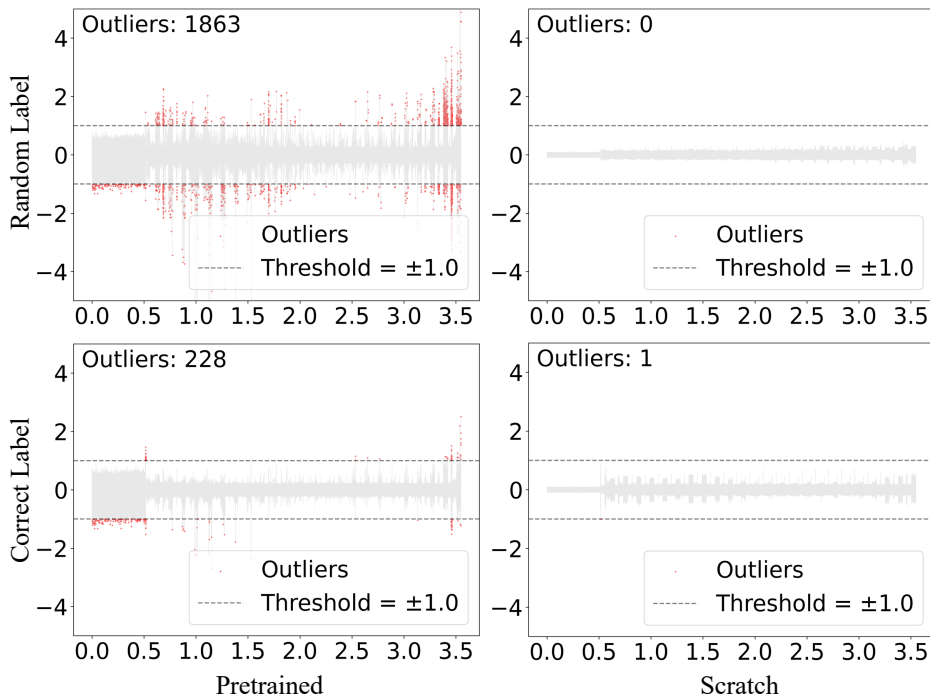 Outliers: 1863
4
2
0
−2
−4
Random Label
Outliers
Threshold = ±1.0
0.0 0.5 1.0 1.5 2.0 2.5 3.0 3.5
Outliers: 0
4
2
0
−2
−4
Outliers
Threshold = ±1.0
0.0 0.5 1.0 1.5 2.0 2.5 3.0 3.5
Outliers: 228
4
2
0
−2
−4
Correct Label
Outliers
Threshold = ±1.0
0.0 0.5 1.0 1.5 2.0 2.5 3.0 3.5
Pretrained
Outliers: 1
4
2
0
−2
−4
Outliers
Threshold = ±1.0
0.0 0.5 1.0 1.5 2.0 2.5 3.0 3.5
Scratch